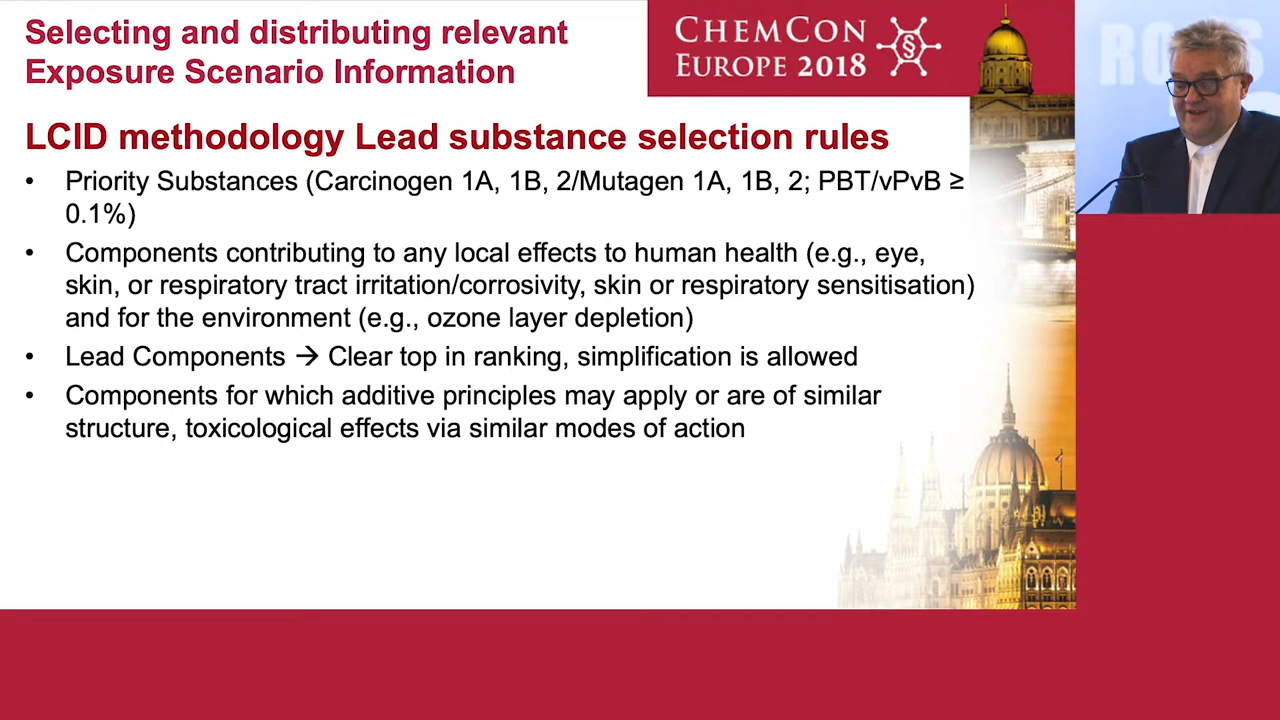 Selecting and distributing relevant
Exposure Scenario Information
CHEMCON
EUROPE 2018
§
LCID methodology Lead substance selection rules
• Priority Substances (Carcinogen 1A, 1B, 2/Mutagen 1A, 1B, 2; PBT/vPvB ≥
0.1%)
• Components contributing to any local effects to human health (e.g., eye,
skin, or respiratory tract irritation/corrosivity, skin or respiratory sensitisation)
and for the environment (e.g., ozone layer depletion)
• Lead Components → Clear top in ranking, simplification is allowed
• Components for which additive principles may apply or are of similar
structure, toxicological effects via similar modes of action